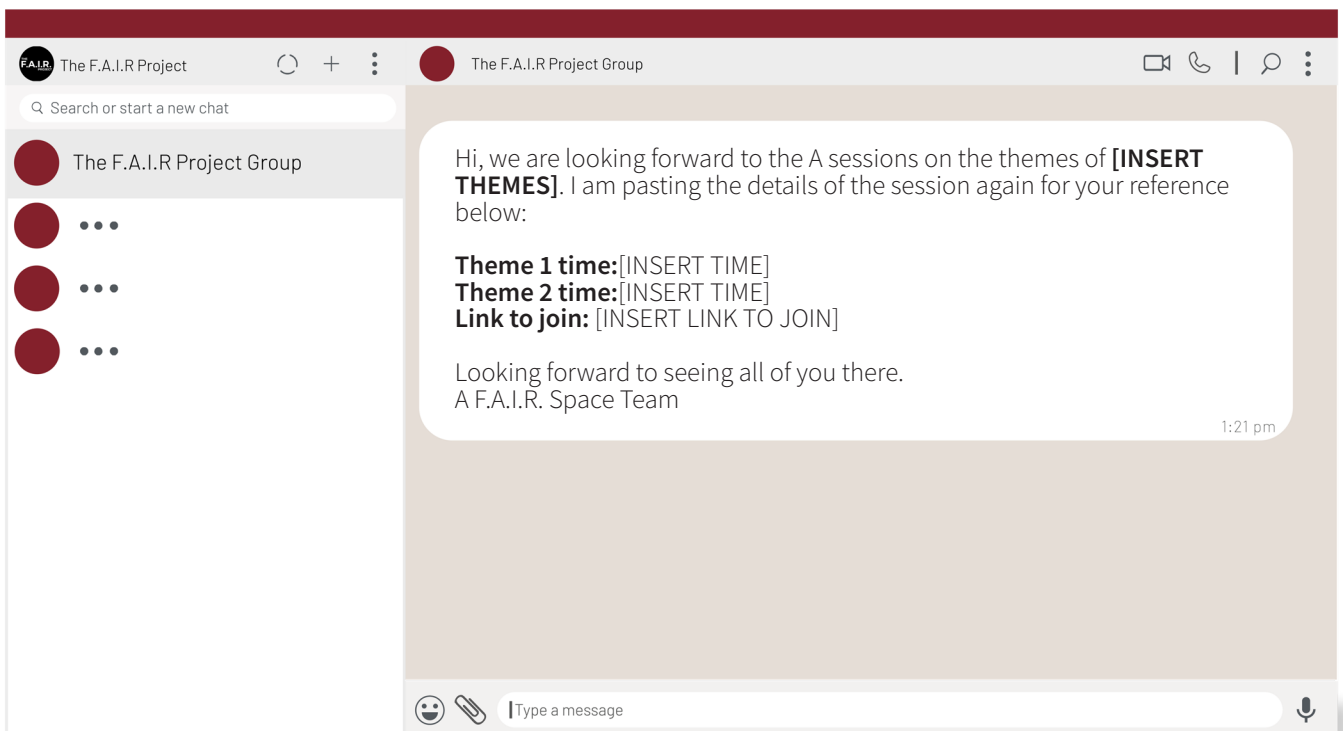 THE
F.A.I.R.
PROJECT
The F.A.I.R Project
Search or start a new chat
The F.A.I.R Project Group
The F.A.I.R Project Group
Hi, we are looking forward to the A sessions on the themes of [INSERT
THEMES]. I am pasting the details of the session again for your reference
below:
Theme 1 time:[INSERT TIME]
Theme 2 time:[INSERT TIME]
Link to join: [INSERT LINK TO JOIN]
Looking forward to seeing all of you there.
A F.A.I.R. Space Team
1:21 pm
Type a message